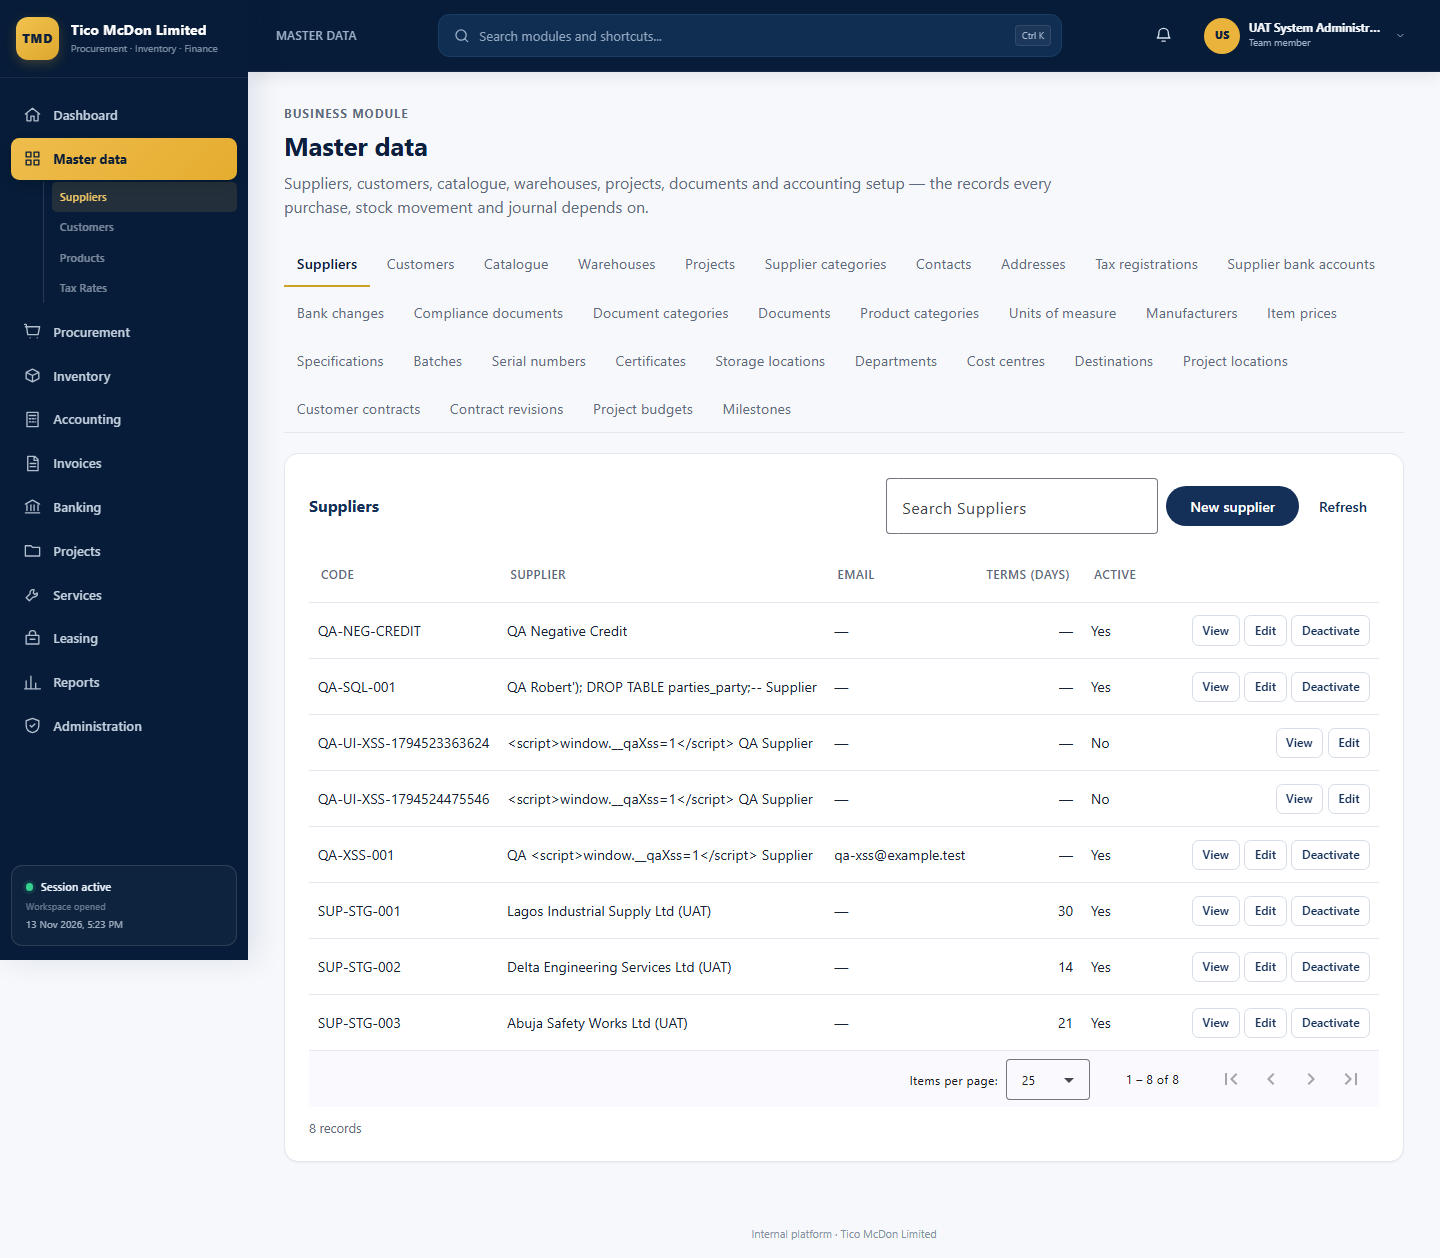 TMD
Tico McDon Limited
Procurement · Inventory · Finance
MASTER DATA
Search modules and shortcuts...
Ctrl K
US
UAT System Administr...
Team member
Dashboard
Master data
Suppliers
Customers
Products
Tax Rates
Procurement
Inventory
Accounting
Invoices
Banking
Projects
Services
Leasing
Reports
Administration
Session active
Workspace opened
13 Nov 2026, 5:23 PM
BUSINESS MODULE
Master data
Suppliers, customers, catalogue, warehouses, projects, documents and accounting setup — the records every
purchase, stock movement and journal depends on.
Suppliers Customers Catalogue Warehouses Projects Supplier categories Contacts Addresses Tax registrations Supplier bank accounts
Bank changes Compliance documents Document categories Documents Product categories Units of measure Manufacturers Item prices
Specifications Batches Serial numbers Certificates Storage locations Departments Cost centres Destinations Project locations
Customer contracts Contract revisions Project budgets Milestones
Suppliers
Search Suppliers
New supplier
Refresh
CODE SUPPLIER EMAIL TERMS (DAYS) ACTIVE
QA-NEG-CREDIT QA Negative Credit — — Yes View Edit Deactivate
QA-SQL-001 QA Robert'); DROP TABLE parties_party;-- Supplier — — Yes View Edit Deactivate
QA-UI-XSS-1794523363624 <script>window.__qaXss=1</script> QA Supplier — — No View Edit
QA-UI-XSS-1794524475546 <script>window.__qaXss=1</script> QA Supplier — — No View Edit
QA-XSS-001 QA <script>window.__qaXss=1</script> Supplier qa-xss@example.test — Yes View Edit Deactivate
SUP-STG-001 Lagos Industrial Supply Ltd (UAT) — 30 Yes View Edit Deactivate
SUP-STG-002 Delta Engineering Services Ltd (UAT) — 14 Yes View Edit Deactivate
SUP-STG-003 Abuja Safety Works Ltd (UAT) — 21 Yes View Edit Deactivate
Items per page: 25 1 – 8 of 8
8 records
Internal platform · Tico McDon Limited